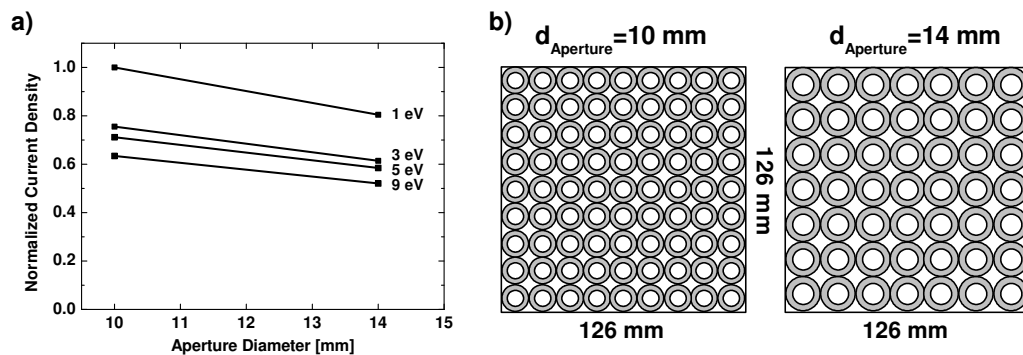 a)
Normalized Current Density
1.0
0.8
0.6
0.4
0.2
0.0
1 eV
3 eV
5 eV
9 eV
10 11 12 13 14 15
Aperture Diameter [mm]
b)
dAperture=10 mm
dAperture=14 mm
126 mm
126 mm
126 mm